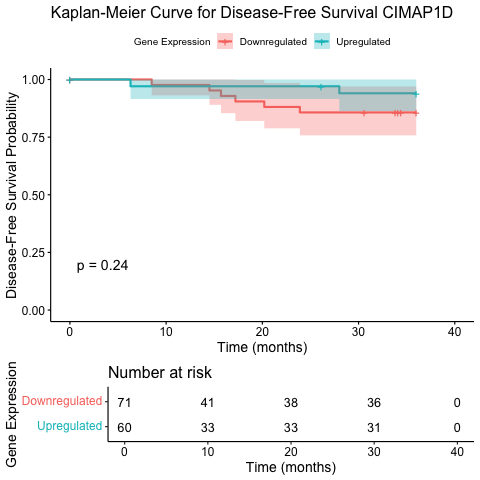 Kaplan-Meier Curve for Disease-Free Survival CIMAP1D
Gene Expression Downregulated Upregulated
Disease-Free Survival Probability
1.00
0.75
0.50
0.25
0.00
p = 0.24
0 10 20 30 40
Time (months)
Number at risk
Gene Expression
Downregulated 71 41 38 36 0
Upregulated 60 33 33 31 0
0 10 20 30 40
Time (months)